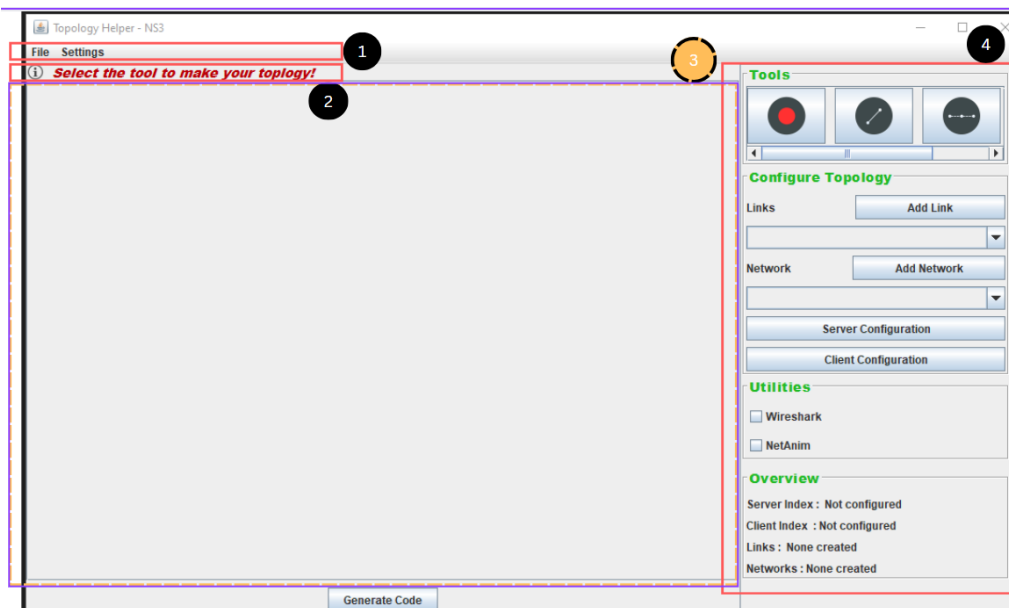 Topology Helper - NS3
File Settings
1
4
Select the tool to make your toplogy!
3
2
Tools
Configure Topology
Links
Add Link
Network
Add Network
Server Configuration
Client Configuration
Utilities
Wireshark
NetAnim
Overview
Server Index : Not configured
Client Index : Not configured
Links : None created
Networks : None created
Generate Code